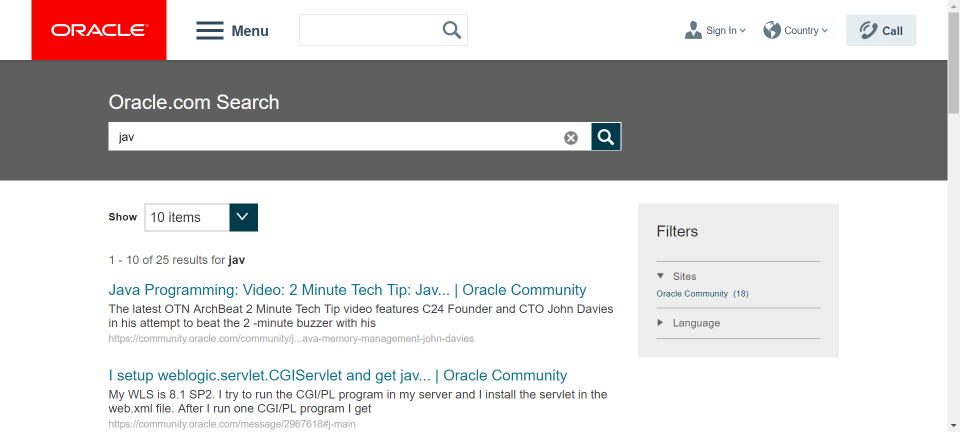 ORACLE
Menu
Sign In
Country
Call
Oracle.com Search
jav
Show
10 items
1 - 10 of 25 results for jav
Java Programming: Video: 2 Minute Tech Tip: Jav... | Oracle Community
The latest OTN ArchBeat 2 Minute Tech Tip video features C24 Founder and CTO John Davies
in his attempt to beat the 2 -minute buzzer with his
https://community.oracle.com/community/j...ava-memory-management-john-davies
I setup weblogic.servlet.CGIServlet and get jav... | Oracle Community
My WLS is 8.1 SP2. I try to run the CGI/PL program in my server and I install the servlet in the
web.xml file. After I run one CGI/PL program I get
https://community.oracle.com/message/2967618#j-main
Filters
Sites
Oracle Community (18)
Language